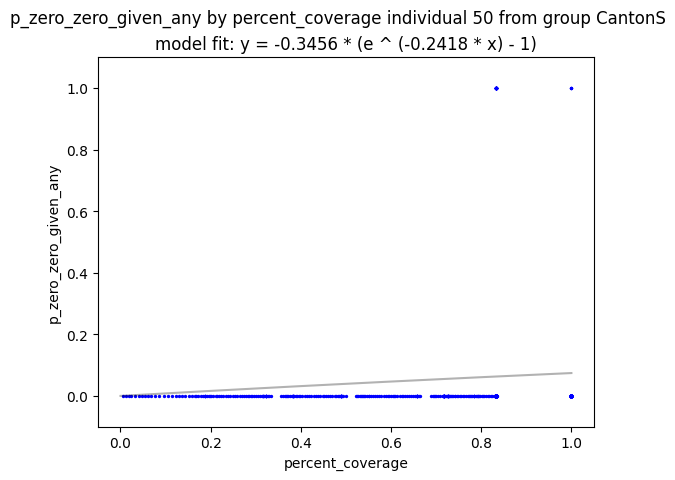 p_zero_zero_given_any by percent_coverage individual 50 from group CantonS
model fit: y = -0.3456 * (e ^ (-0.2418 * x) - 1)
1.0
0.8
0.6
0.4
0.2
0.0
p_zero_zero_given_any
0.0 0.2 0.4 0.6 0.8 1.0
percent_coverage